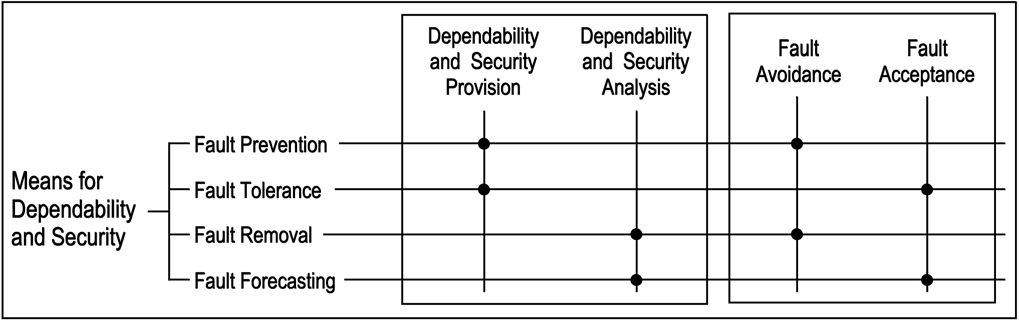 Dependability
and Security
Provision
Dependability
and Security
Analysis
Fault
Avoidance
Fault
Acceptance
Means for
Dependability
and Security
Fault Prevention
Fault Tolerance
Fault Removal
Fault Forecasting